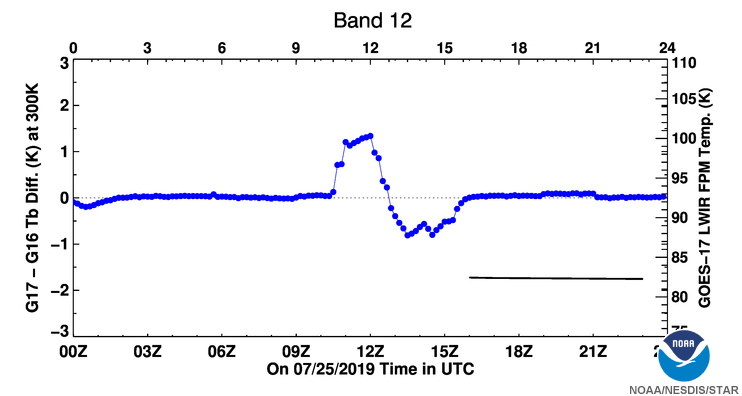 Band 12
0 3 6 9 12 15 18 21 24
3 110
2 105
1 100
0 95
−1 90
−2 85
−3 80
G17 − G16 Tb Diff. (K) at 300K
GOES−17 LWIR FPM Temp. (K)
00Z 03Z 06Z 09Z 12Z 15Z 18Z 21Z
On 07/25/2019 Time in UTC
NOAA
NOAA/NESDIS/STAR